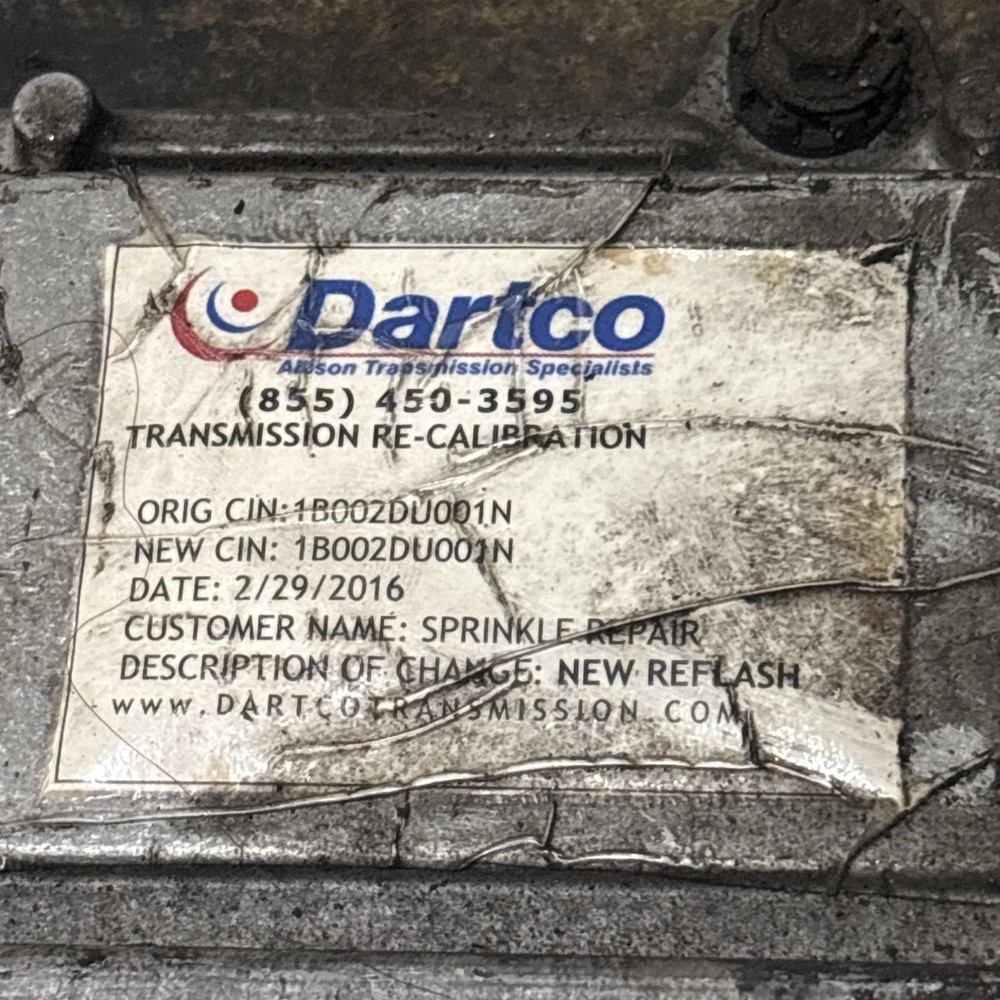 Dartco
Allison Transmission Specialists
(855) 450-3595
TRANSMISSION RE-CALIBRATION
ORIG CIN:1B002DU001N
NEW CIN: 1B002DU001N
DATE: 2/29/2016
CUSTOMER NAME: SPRINKLE REPAIR
DESCRIPTION OF CHANGE: NEW REFLASH
WWW.DARTCOTRANSMISSION.COM